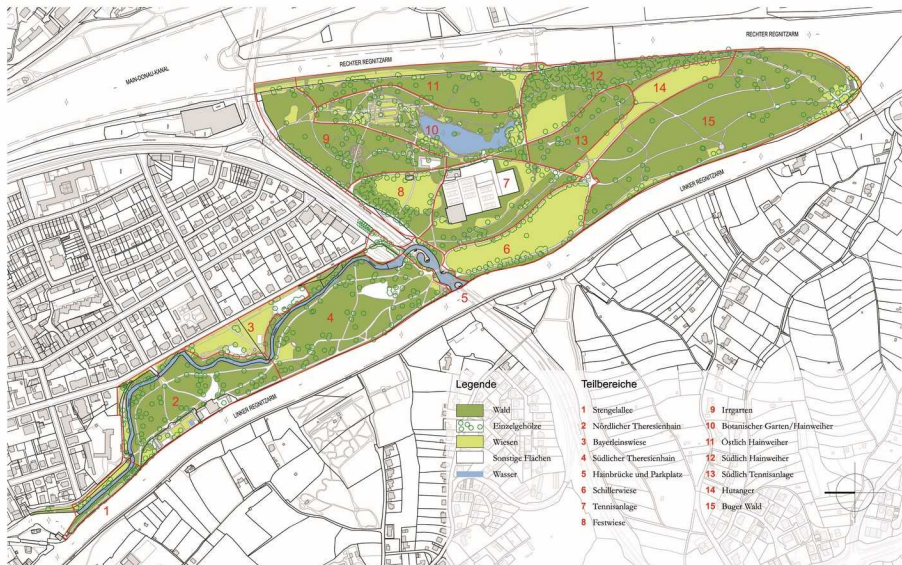 RECHTER REGNITZARM
RECHTER REGNITZARM
MAIN-DONAU-KANAL
12
11
14
10
15
9
13
8
7
LINKER REGNITZARM
6
5
4
3
2
LINKER REGNITZARM
1
Legende
Wald
Einzelgehölze
Wiesen
Sonstige Flächen
Wasser
Teilbereiche
1 Stengelallee
2 Nördlicher Theresienhain
3 Bayerleinswiese
4 Südlicher Theresienhain
5 Hainbrücke und Parkplatz
6 Schillerwiese
7 Tennisanlage
8 Festwiese
9 Irrgarten
10 Botanischer Garten/Hainweiher
11 Östlich Hainweiher
12 Südlich Hainweiher
13 Südlich Tennisanlage
14 Hutanger
15 Buger Wald